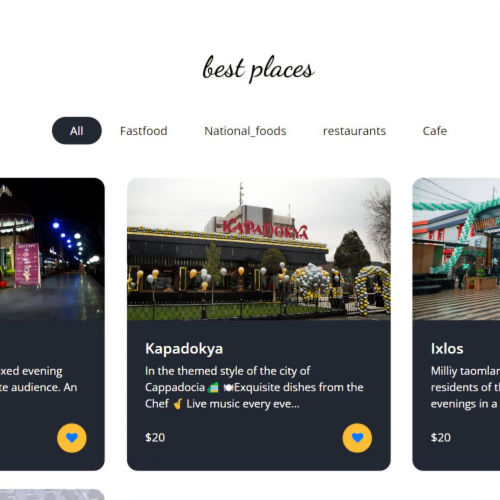 best places
All Fastfood National_foods restaurants Cafe
KAPADOKYA
xed evening
te audience. An
Kapadokya
In the themed style of the city of
Cappadocia🏕️ 🍽Exquisite dishes from the
Chef 🎷 Live music every eve...
$20
Ixlos
Milliy taomlar
residents of t
evenings in a
$20